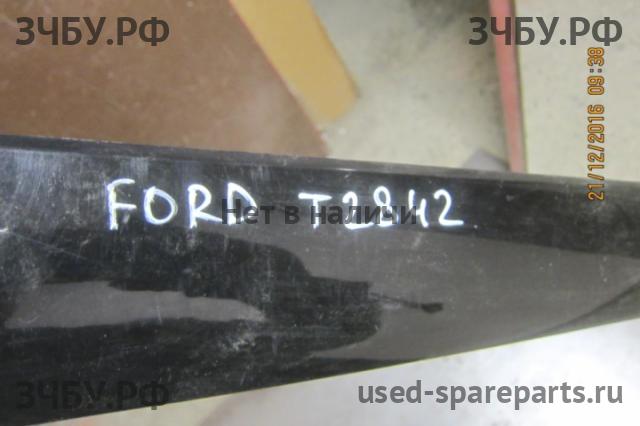 ЗЧБУ.РФ ЗЧБУ.РФ
21/12/2016 09:38
FORD T2842
Нет в наличии
ЗЧБУ.РФ
used-spareparts.ru